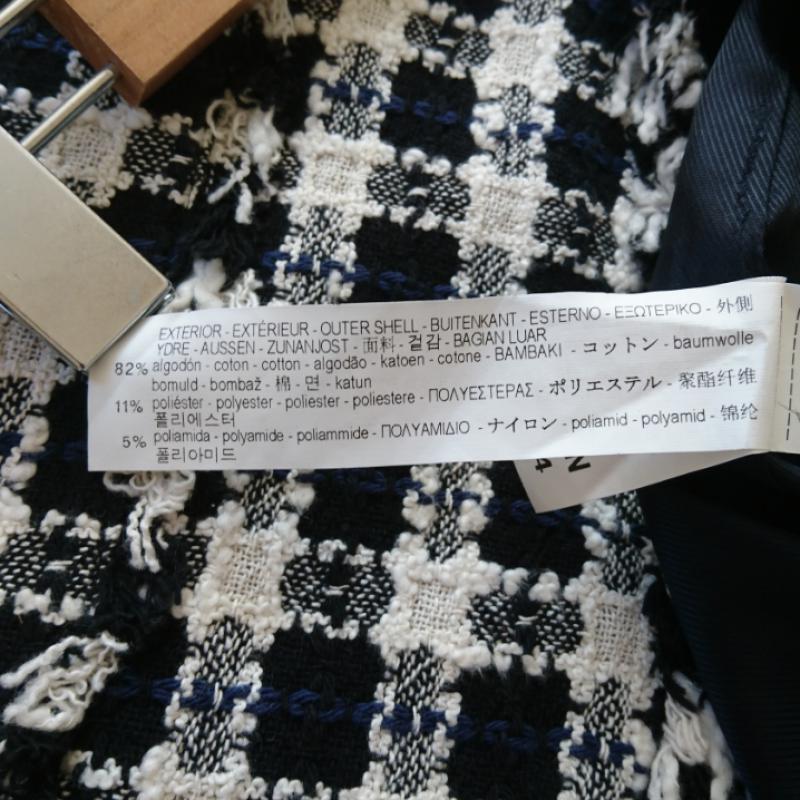 EXTERIOR - EXTÉRIEUR - OUTER SHELL - BUITENKANT - ESTERNO - ΕΞΩΤΕΡΙΚΟ - 外側
YDRE - AUSSEN - ZUNANJOST - 面料 - 겉감 - BAGIAN LUAR
82% algodón - coton - cotton - algodão - katoen - cotone - ΒΑΜΒΑΚΙ - コットン - baumwolle
bomuld - bombaž - 棉 - 면 - katun
11% poliéster - polyester - poliester - poliestere - ΠΟΛΥΕΣΤΕΡΑΣ - ポリエステル - 聚酯纤维
폴리에스터
5% poliamida - polyamide - poliammide - ΠΟΛΥΑΜΙΔΙΟ - ナイロン - poliamid - polyamid - 锦纶
폴리아미드